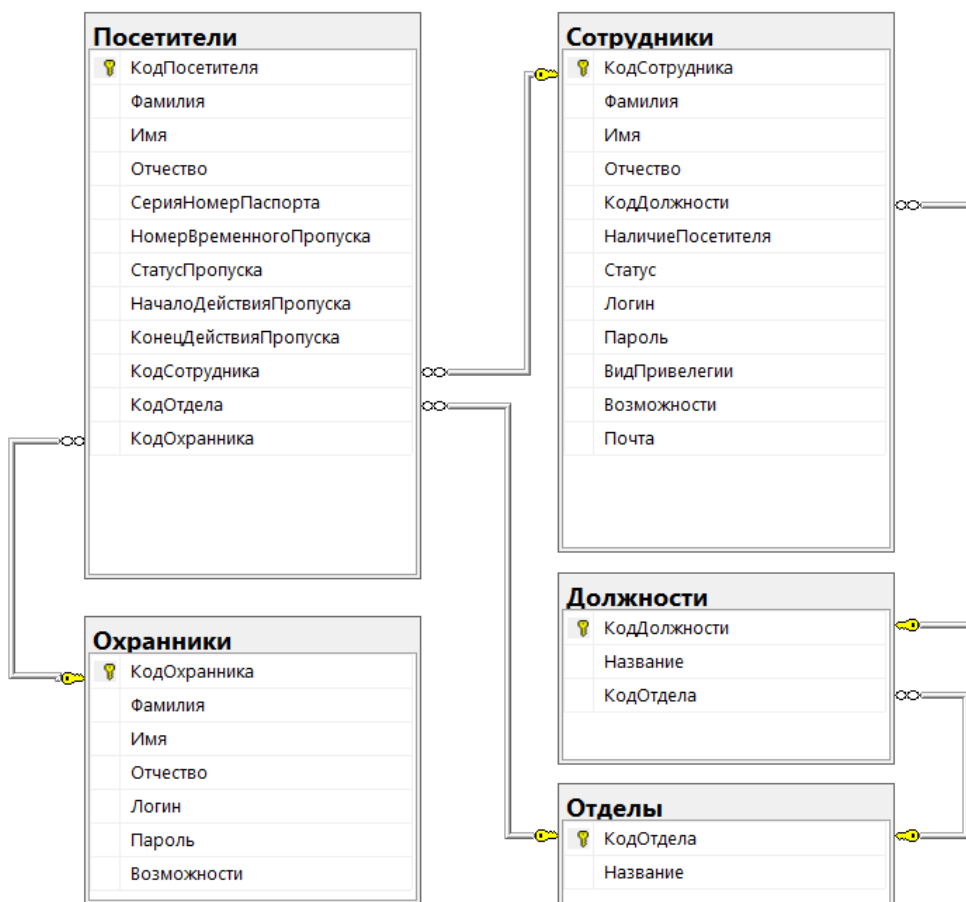 Посетители
КодПосетителя
Фамилия
Имя
Отчество
СерияНомерПаспорта
НомерВременногоПропуска
СтатусПропуска
НачалоДействияПропуска
КонецДействияПропуска
КодСотрудника
КодОтдела
КодОхранника
Сотрудники
КодСотрудника
Фамилия
Имя
Отчество
КодДолжности
НаличиеПосетителя
Статус
Логин
Пароль
ВидПривелегии
Возможности
Почта
Охранники
КодОхранника
Фамилия
Имя
Отчество
Логин
Пароль
Возможности
Должности
КодДолжности
Название
КодОтдела
Отделы
КодОтдела
Название